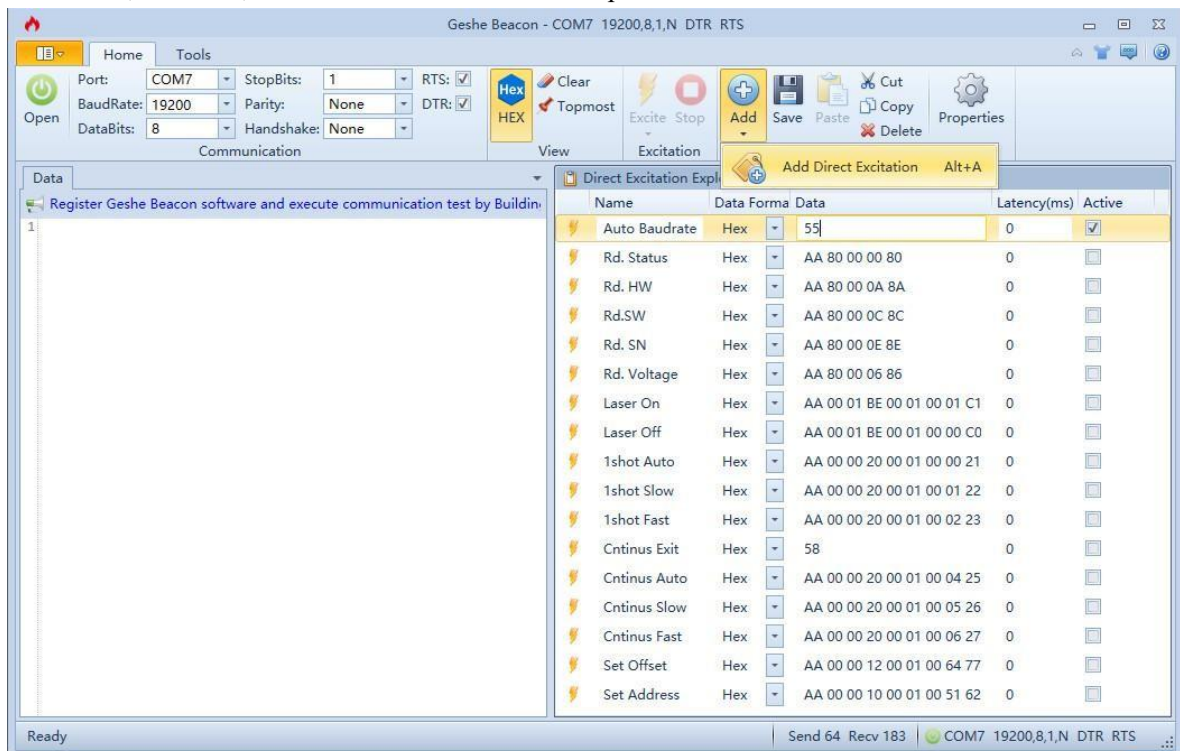 Geshe Beacon - COM7 19200,8,1,N DTR RTS
Home Tools
Port: COM7 StopBits: 1 RTS:
BaudRate: 19200 Parity: None DTR:
DataBits: 8 Handshake: None
Open
Communication
Hex
HEX
Clear
Topmost
View
Excite Stop
Excitation
Add Save Paste
Cut
Copy
Delete
Properties
Add Direct Excitation Alt+A
Data
Register Geshe Beacon software and execute communication test by Buildin
1
Direct Excitation Expl
Name Data Forma Data Latency(ms) Active
Auto Baudrate Hex 55 0
Rd. Status Hex AA 80 00 00 80 0
Rd. HW Hex AA 80 00 0A 8A 0
Rd.SW Hex AA 80 00 0C 8C 0
Rd. SN Hex AA 80 00 0E 8E 0
Rd. Voltage Hex AA 80 00 06 86 0
Laser On Hex AA 00 01 BE 00 01 00 01 C1 0
Laser Off Hex AA 00 01 BE 00 01 00 00 C0 0
1shot Auto Hex AA 00 00 20 00 01 00 00 21 0
1shot Slow Hex AA 00 00 20 00 01 00 01 22 0
1shot Fast Hex AA 00 00 20 00 01 00 02 23 0
Cntinus Exit Hex 58 0
Cntinus Auto Hex AA 00 00 20 00 01 00 04 25 0
Cntinus Slow Hex AA 00 00 20 00 01 00 05 26 0
Cntinus Fast Hex AA 00 00 20 00 01 00 06 27 0
Set Offset Hex AA 00 00 12 00 01 00 64 77 0
Set Address Hex AA 00 00 10 00 01 00 51 62 0
Ready Send 64 Recv 183 COM7 19200,8,1,N DTR RTS